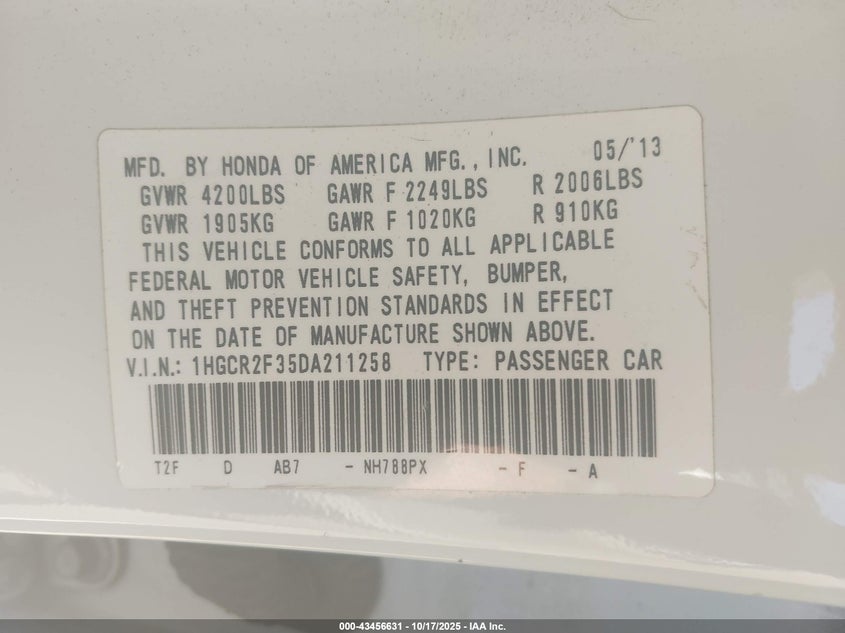 MFD. BY HONDA OF AMERICA MFG., INC. 05/'13
GVWR 4200LBS GAWR F 2249LBS R 2006LBS
GVWR 1905KG GAWR F 1020KG R 910KG
THIS VEHICLE CONFORMS TO ALL APPLICABLE
FEDERAL MOTOR VEHICLE SAFETY, BUMPER,
AND THEFT PREVENTION STANDARDS IN EFFECT
ON THE DATE OF MANUFACTURE SHOWN ABOVE.
V.I.N.: 1HGCR2F35DA211258 TYPE: PASSENGER CAR
T2F D AB7 - NH788PX - F - A
000-43456631 - 10/17/2025 - IAA Inc.